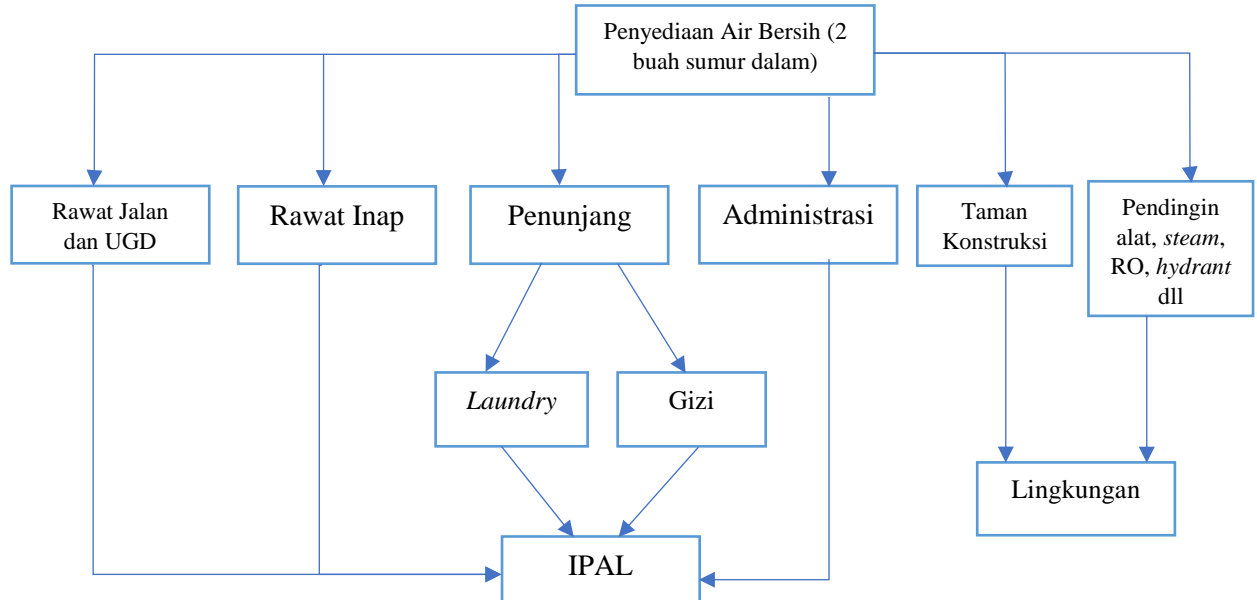 Penyediaan Air Bersih (2
buah sumur dalam)
Rawat Jalan
dan UGD
Rawat Inap
Penunjang
Administrasi
Taman
Konstruksi
Pendingin
alat, steam,
RO, hydrant
dll
Laundry
Gizi
Lingkungan
IPAL